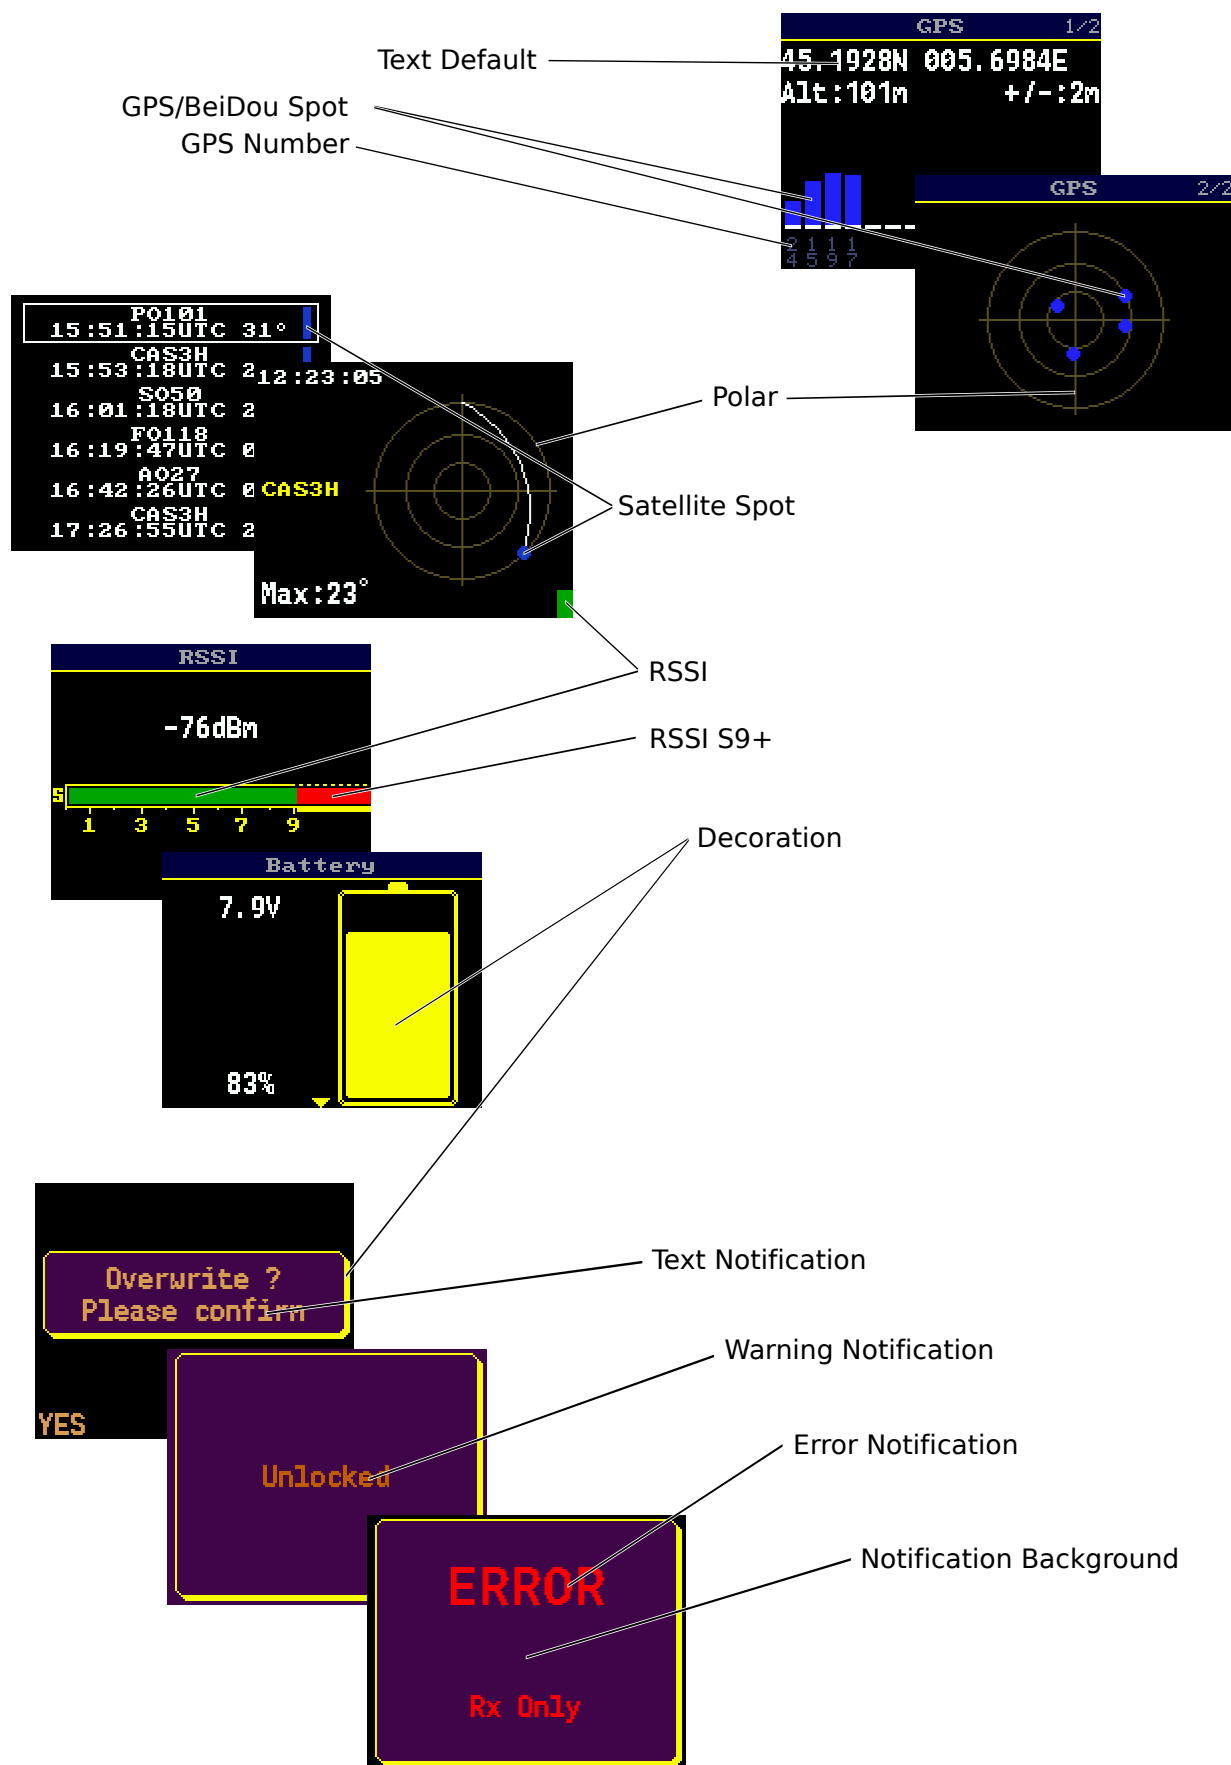 GPS 1/2
Text Default
45.1928N 005.6984E
Alt:101m +/-:2m
GPS/BeiDou Spot
GPS Number
GPS 2/2
2 1 1 1
4 5 9 7
PO101
15:51:15UTC 31°
CAS3H
15:53:18UTC 2
SO50
16:01:18UTC 2
FO118
16:19:47UTC 0
AO27
16:42:26UTC 0
CAS3H
17:26:55UTC 2
12:23:05
CAS3H
Max:23°
Polar
Satellite Spot
RSSI
-76dBm
S
1 3 5 7 9
RSSI
RSSI S9+
Battery
7.9V
83%
Decoration
Overwrite ?
Please confirm
YES
Text Notification
Unlocked
Warning Notification
ERROR
Rx Only
Error Notification
Notification Background